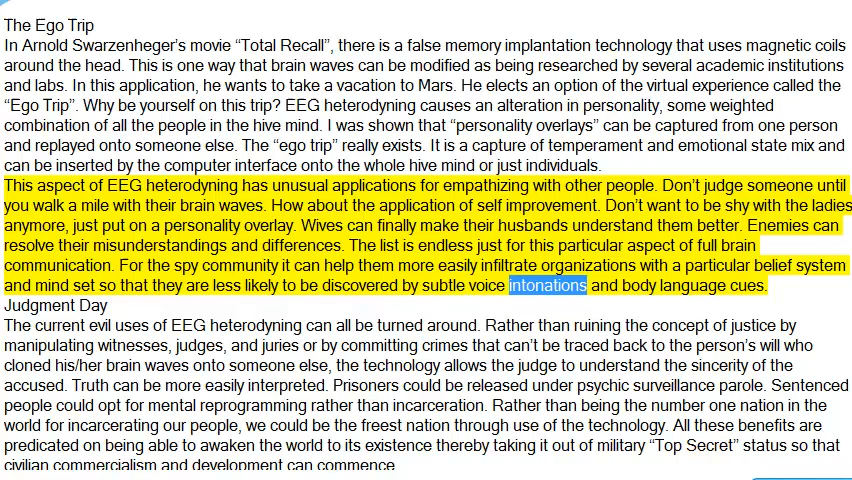 The Ego Trip
In Arnold Swarzenheger's movie “Total Recall”, there is a false memory implantation technology that uses magnetic coils
around the head. This is one way that brain waves can be modified as being researched by several academic institutions
and labs. In this application, he wants to take a vacation to Mars. He elects an option of the virtual experience called the
“Ego Trip”. Why be yourself on this trip? EEG heterodyning causes an alteration in personality, some weighted
combination of all the people in the hive mind. I was shown that “personality overlays” can be captured from one person
and replayed onto someone else. The “ego trip” really exists. It is a capture of temperament and emotional state mix and
can be inserted by the computer interface onto the whole hive mind or just individuals.
This aspect of EEG heterodyning has unusual applications for empathizing with other people. Don't judge someone until
you walk a mile with their brain waves. How about the application of self improvement. Don't want to be shy with the ladies
anymore, just put on a personality overlay. Wives can finally make their husbands understand them better. Enemies can
resolve their misunderstandings and differences. The list is endless just for this particular aspect of full brain
communication. For the spy community it can help them more easily infiltrate organizations with a particular belief system
and mind set so that they are less likely to be discovered by subtle voice intonations and body language cues.
Judgment Day
The current evil uses of EEG heterodyning can all be turned around. Rather than ruining the concept of justice by
manipulating witnesses, judges, and juries or by committing crimes that can't be traced back to the person's will who
cloned his/her brain waves onto someone else, the technology allows the judge to understand the sincerity of the
accused. Truth can be more easily interpreted. Prisoners could be released under psychic surveillance parole. Sentenced
people could opt for mental reprogramming rather than incarceration. Rather than being the number one nation in the
world for incarcerating our people, we could be the freest nation through use of the technology. All these benefits are
predicated on being able to awaken the world to its existence thereby taking it out of military “Top Secret” status so that
civilian commercialism and development can commence